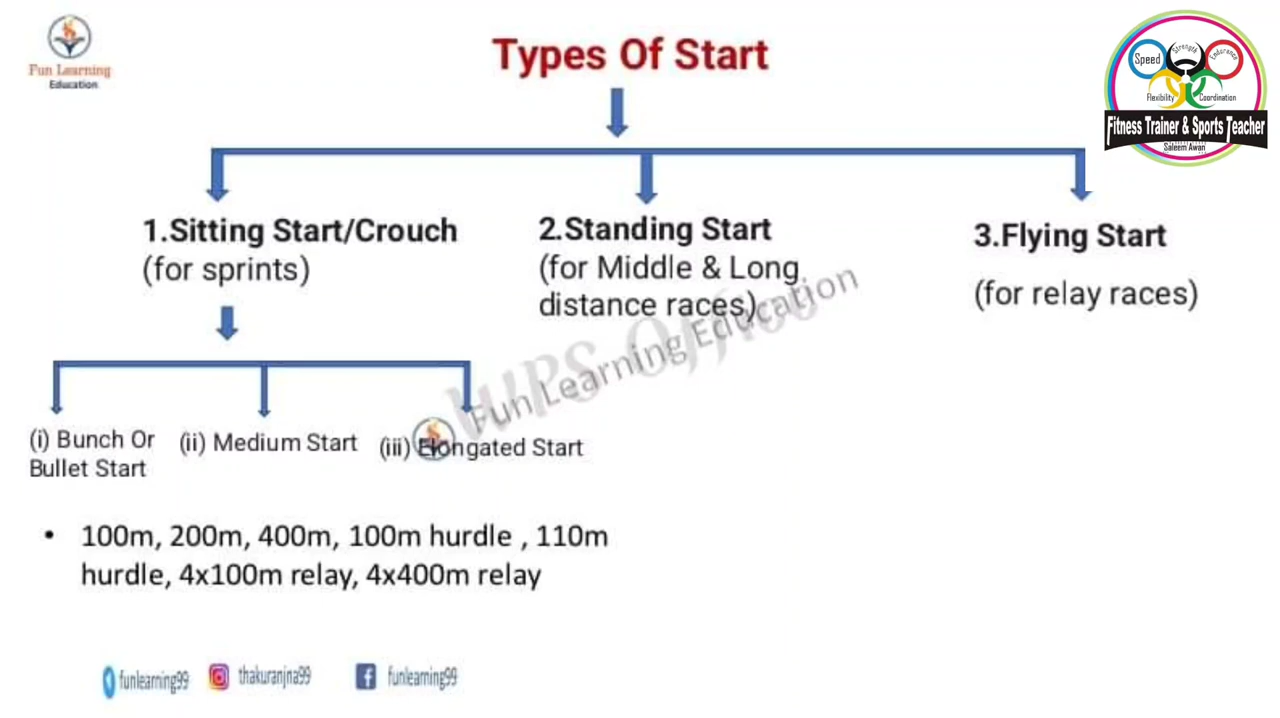 Fun Learning
Education
Types Of Start
Speed
Strength
Endurance
Flexibility
Coordination
Fitness Trainer & Sports Teacher
Saleem Awan
1.Sitting Start/Crouch
(for sprints)
2.Standing Start
(for Middle & Long
distance races)
3.Flying Start
(for relay races)
WPS Office
Fun Learning Education
(i) Bunch Or
Bullet Start
(ii) Medium Start
(iii) Elongated Start
• 100m, 200m, 400m, 100m hurdle , 110m
hurdle, 4x100m relay, 4x400m relay
funlearning99
thakuranjna99
funlearning99